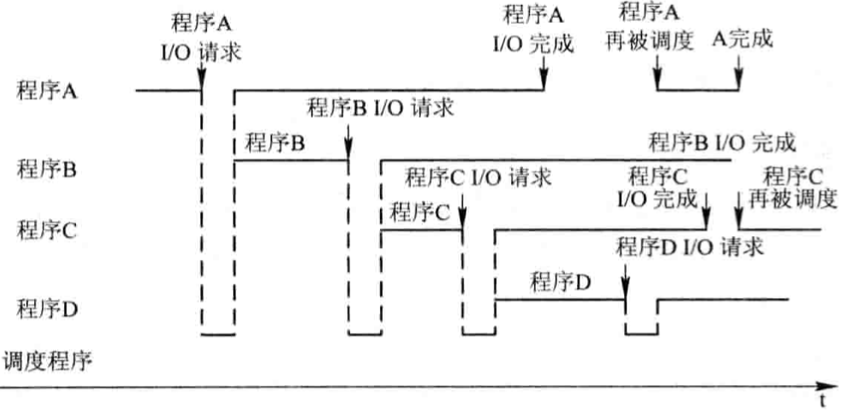 程序A
I/O 请求
程序A
I/O 完成
程序A
再被调度
A完成
程序A
程序B I/O 请求
程序B
程序B I/O 完成
程序B
程序C I/O 请求
程序C
I/O 完成
程序C
再被调度
程序C
程序C
程序D I/O 请求
程序D
程序D
调度程序
t